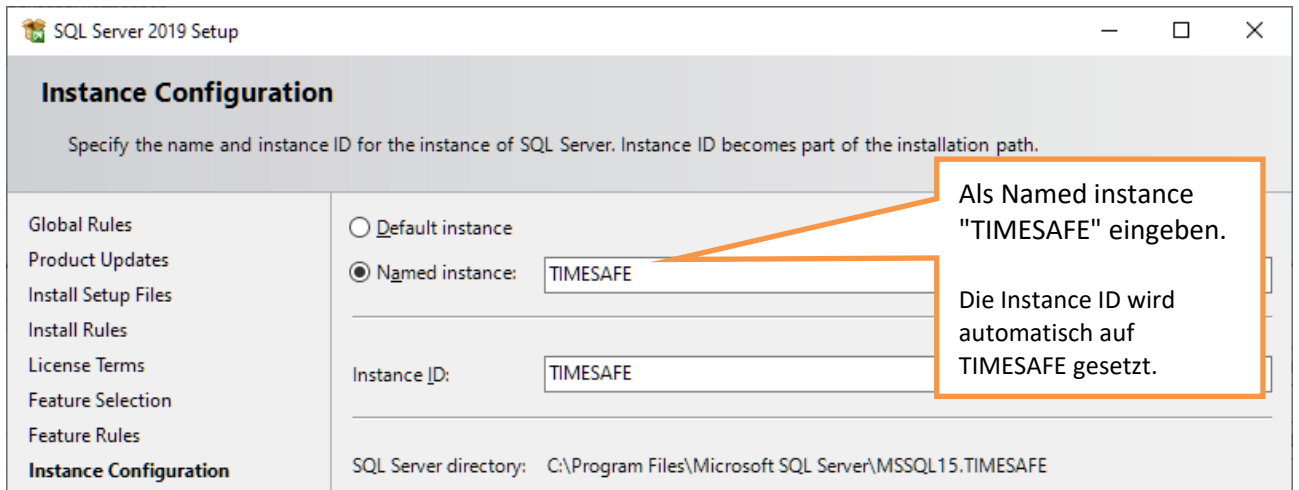 SQL Server 2019 Setup
Instance Configuration
Specify the name and instance ID for the instance of SQL Server. Instance ID becomes part of the installation path.
Global Rules
Product Updates
Install Setup Files
Install Rules
License Terms
Feature Selection
Feature Rules
Instance Configuration
Default instance
Named instance: TIMESAFE
Instance ID: TIMESAFE
SQL Server directory: C:\Program Files\Microsoft SQL Server\MSSQL15.TIMESAFE
Als Named instance
"TIMESAFE" eingeben.
Die Instance ID wird
automatisch auf
TIMESAFE gesetzt.